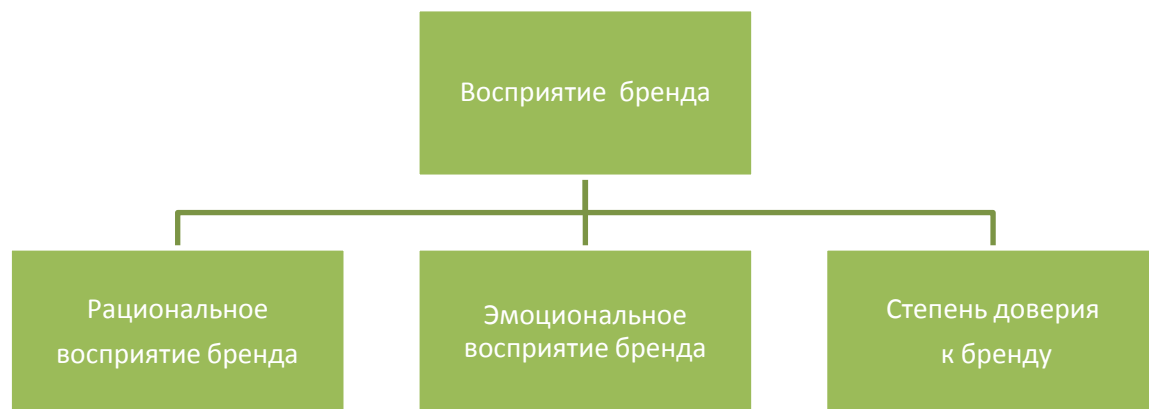 Восприятие бренда
Рациональное
восприятие бренда
Эмоциональное
восприятие бренда
Степень доверия
к бренду